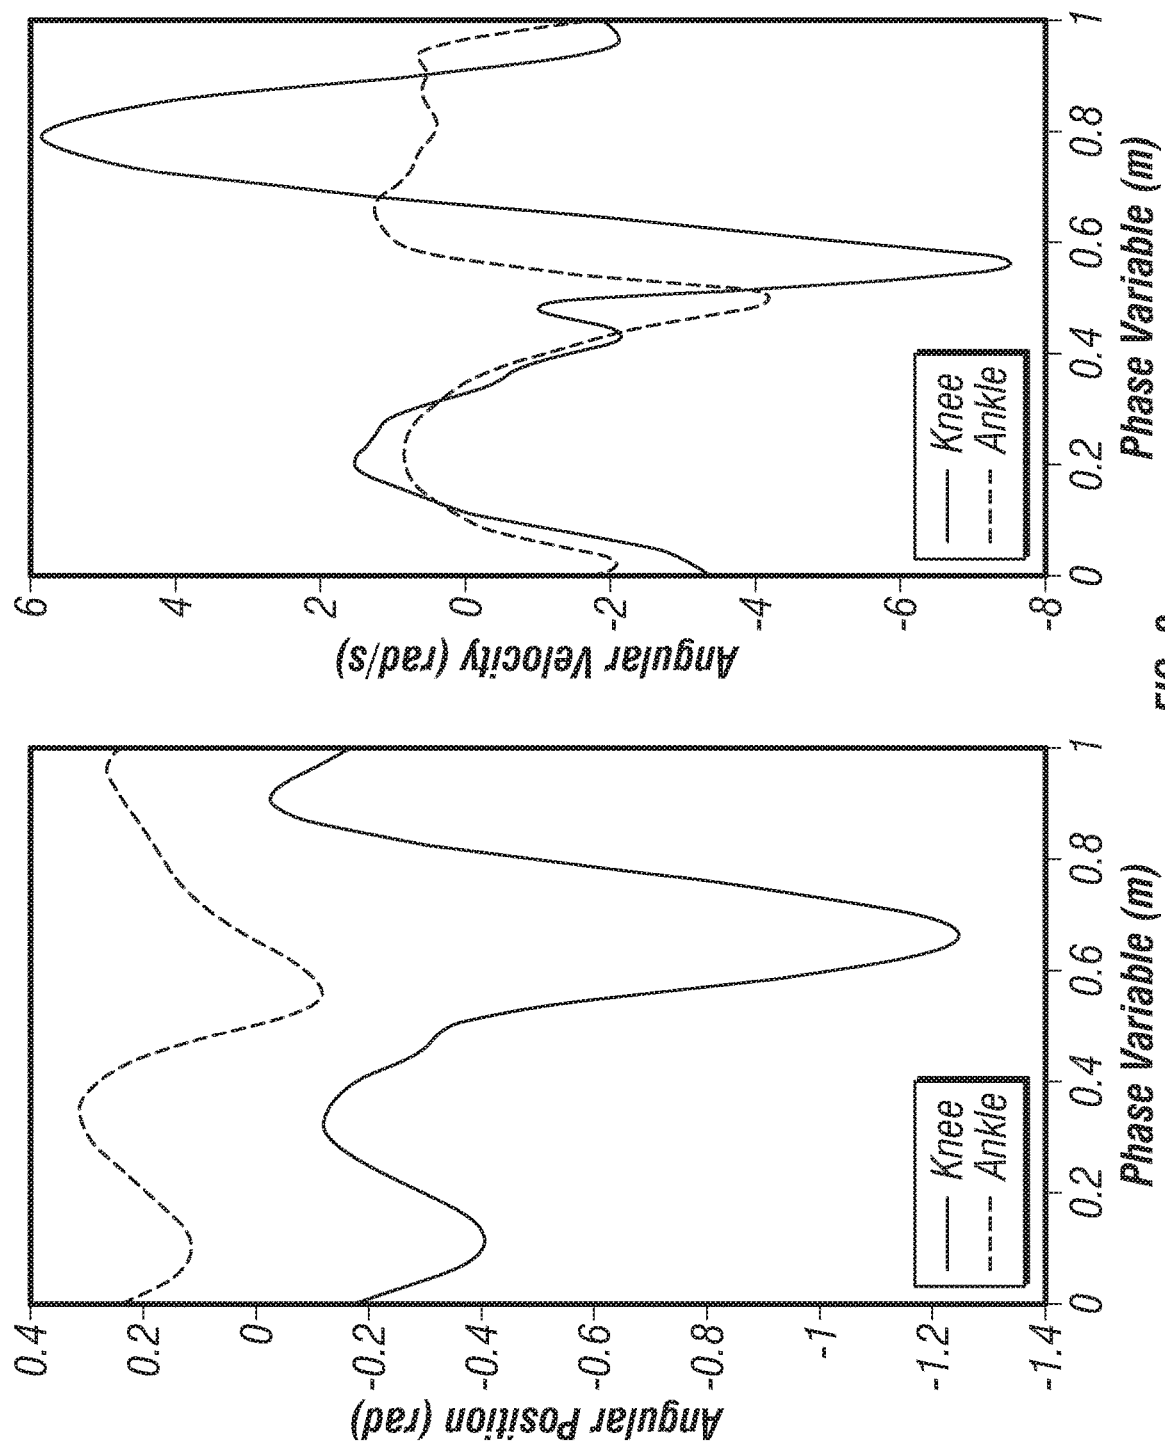 0.4
0.2
0
-0.2
-0.4
-0.6
-0.8
-1
-1.2
-1.4
Angular Position (rad)
Knee
Ankle
0 0.2 0.4 0.6 0.8 1
Phase Variable (m)
6
4
2
0
-2
-4
-6
-8
Angular Velocity (rad/s)
Knee
Ankle
0 0.2 0.4 0.6 0.8 1
Phase Variable (m)